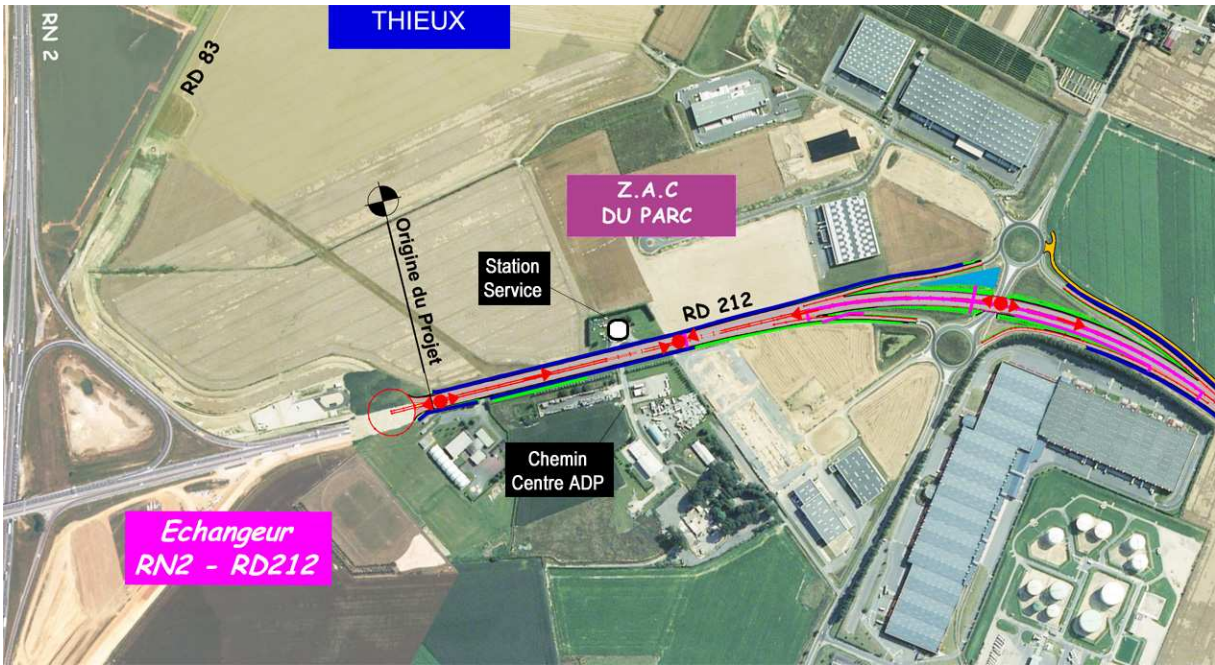 THIEUX
RN 2
RD 83
Origine du Projet
Z.A.C
DU PARC
Station
Service
RD 212
Chemin
Centre ADP
Echangeur
RN2 - RD212